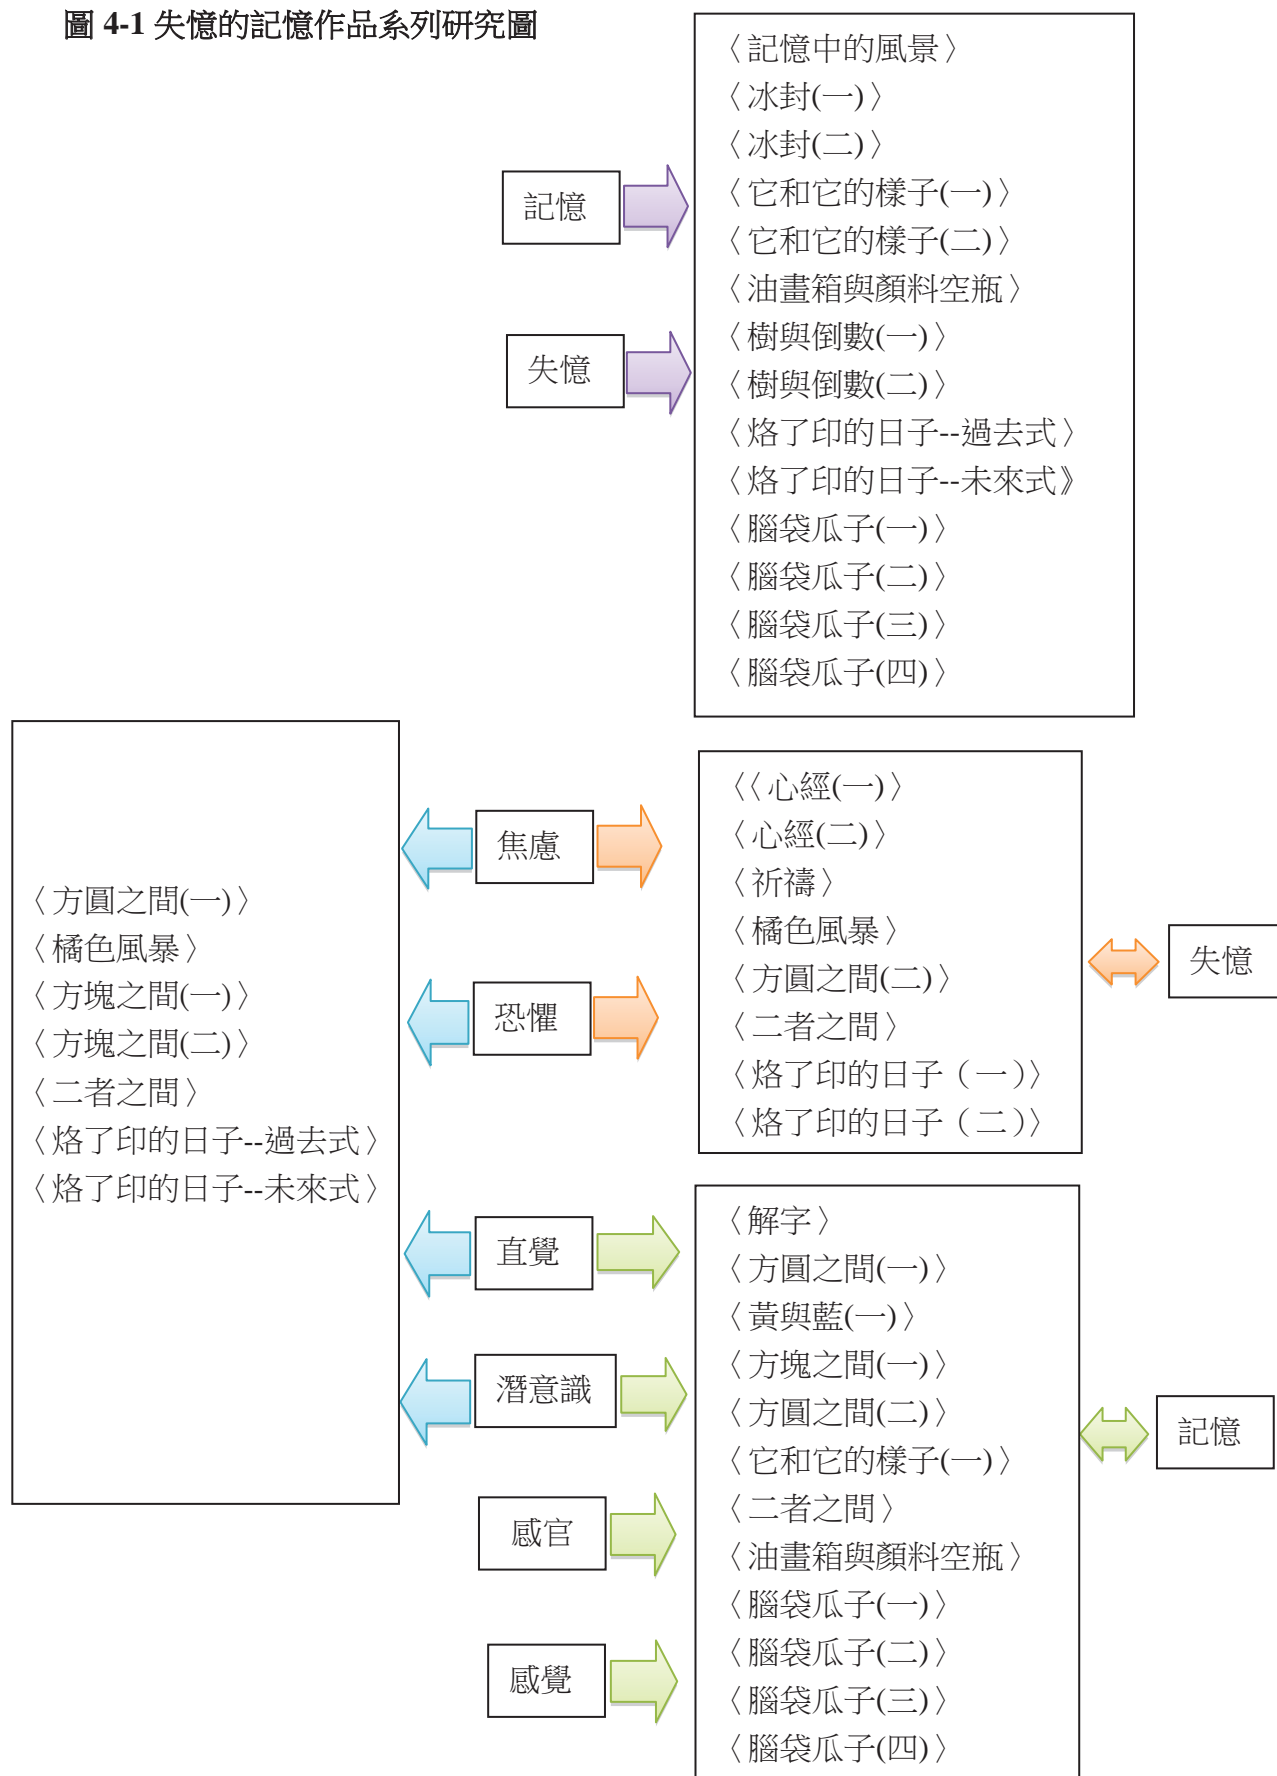 圖 4-1 失憶的記憶作品系列研究圖
記憶
失憶
〈記憶中的風景〉
〈冰封(一)〉
〈冰封(二)〉
〈它和它的樣子(一)〉
〈它和它的樣子(二)〉
〈油畫箱與顏料空瓶〉
〈樹與倒數(一)〉
〈樹與倒數(二)〉
〈烙了印的日子--過去式〉
〈烙了印的日子--未來式》
〈腦袋瓜子(一)〉
〈腦袋瓜子(二)〉
〈腦袋瓜子(三)〉
〈腦袋瓜子(四)〉
〈方圓之間(一)〉
〈橘色風暴〉
〈方塊之間(一)〉
〈方塊之間(二)〉
〈二者之間〉
〈烙了印的日子--過去式〉
〈烙了印的日子--未來式〉
焦慮
恐懼
直覺
潛意識
感官
感覺
〈〈心經(一)〉
〈心經(二)〉
〈祈禱〉
〈橘色風暴〉
〈方圓之間(二)〉
〈二者之間〉
〈烙了印的日子（一)〉
〈烙了印的日子（二)〉
失憶
〈解字〉
〈方圓之間(一)〉
〈黃與藍(一)〉
〈方塊之間(一)〉
〈方圓之間(二)〉
〈它和它的樣子(一)〉
〈二者之間〉
〈油畫箱與顏料空瓶〉
〈腦袋瓜子(一)〉
〈腦袋瓜子(二)〉
〈腦袋瓜子(三)〉
〈腦袋瓜子(四)〉
記憶